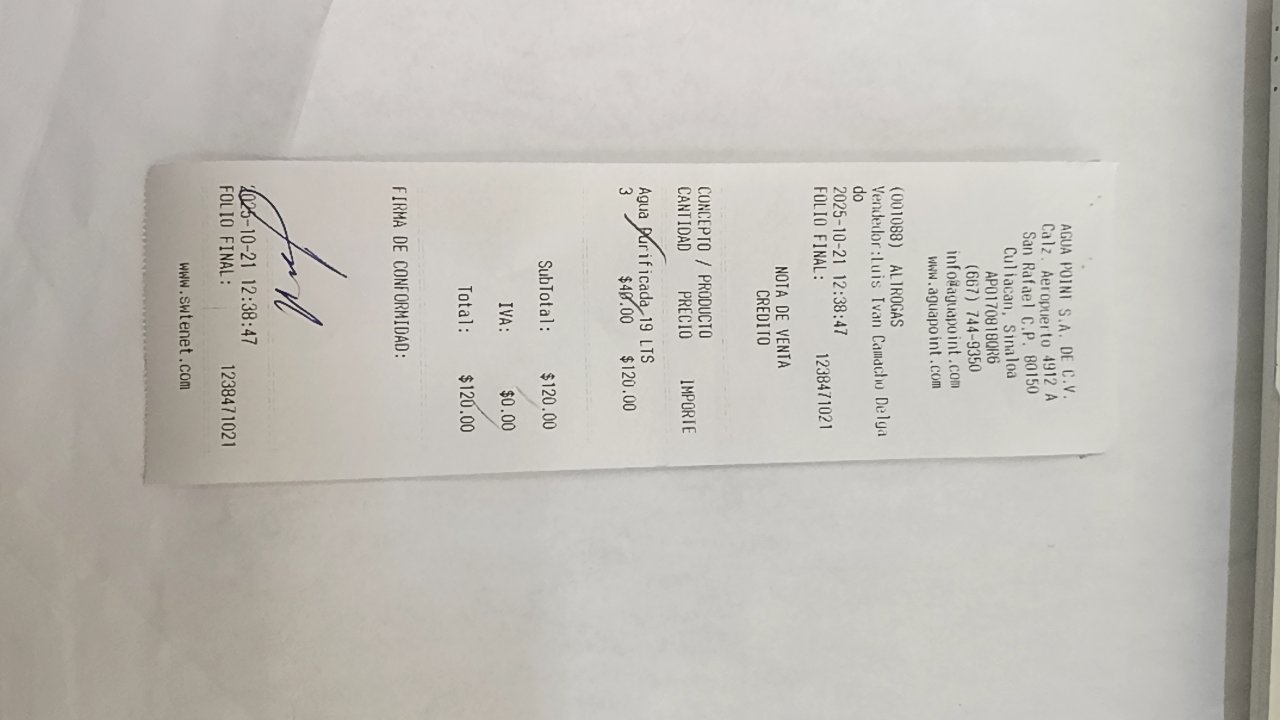 AGUA POINT S.A. DE C.V.
Calz. Aeropuerto 4912 A
San Rafael C.P. 80150
Culiacan, Sinaloa
APO170818QR6
(667) 744-9350
info@aguapoint.com
www.aguapoint.com
(001088) ALTROGAS
Vendedor:Luis Ivan Camacho Delga
do
2025-10-21 12:38:47
FOLIO FINAL: 1238471021
NOTA DE VENTA
CREDITO
CONCEPTO / PRODUCTO
CANTIDAD PRECIO IMPORTE
Agua Purificada 19 LTS
3 $40.00 $120.00
SubTotal: $120.00
IVA: $0.00
Total: $120.00
FIRMA DE CONFORMIDAD:
2025-10-21 12:38:47
FOLIO FINAL: 1238471021
www.swtenet.com